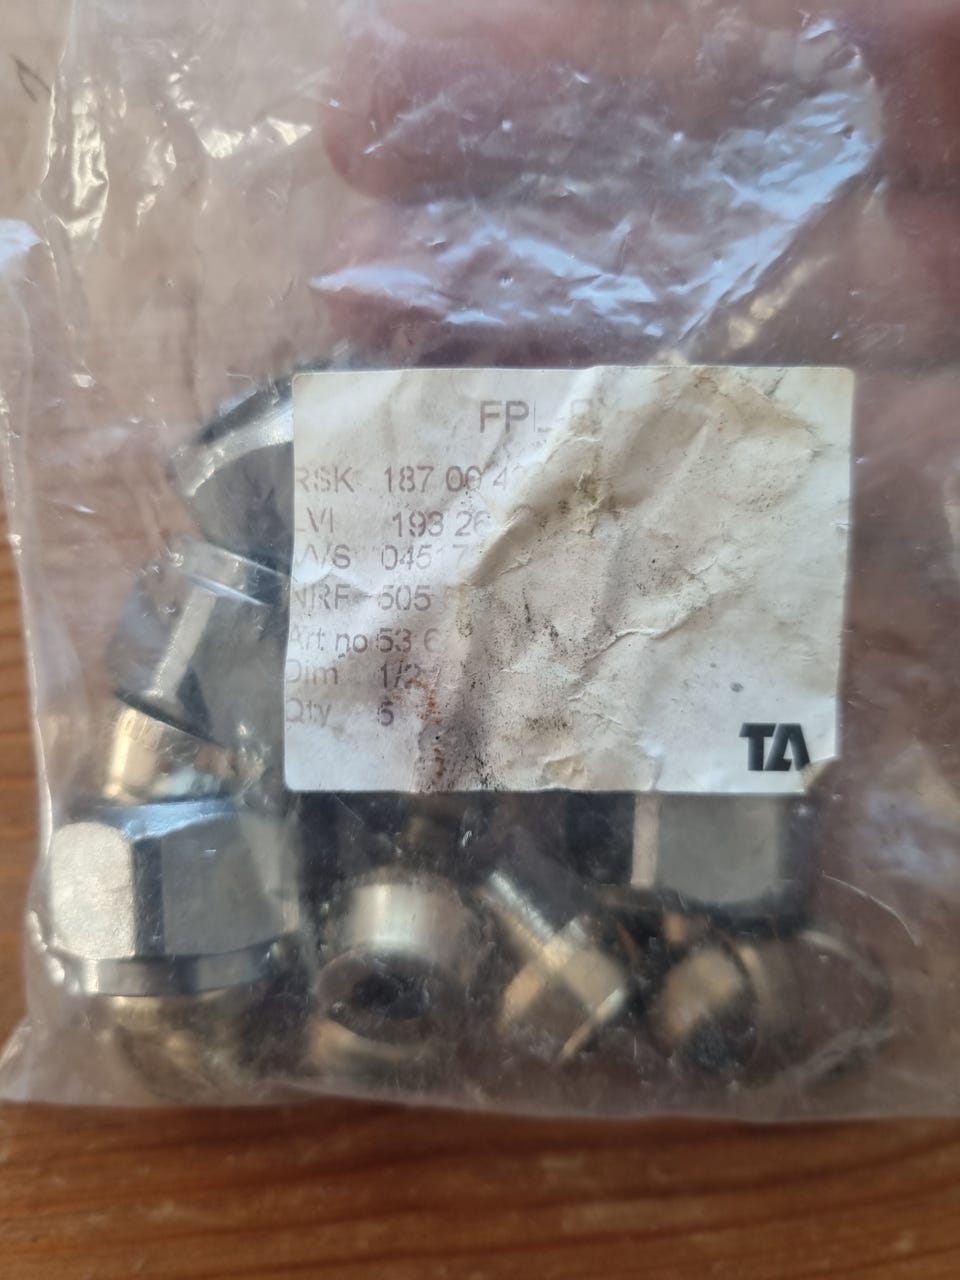 FPL
RSK 187 00 4
LVI 193 26
VVS 045 17
NRF 505
Art no 53 6
Dim 1/2
Qty 5
TA